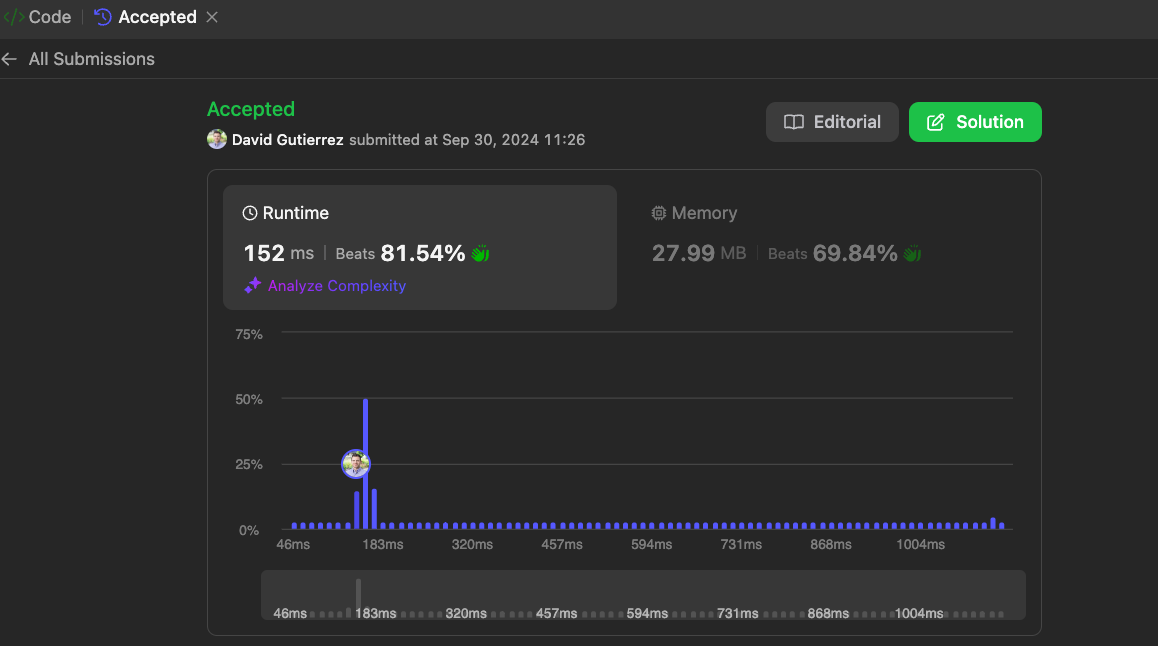 </> Code | Accepted ×
← All Submissions
Accepted
David Gutierrez submitted at Sep 30, 2024 11:26
Editorial
Solution
Runtime
152 ms | Beats 81.54%
Analyze Complexity
Memory
27.99 MB | Beats 69.84%
75%
50%
25%
0%
46ms 183ms 320ms 457ms 594ms 731ms 868ms 1004ms
46ms 183ms 320ms 457ms 594ms 731ms 868ms 1004ms